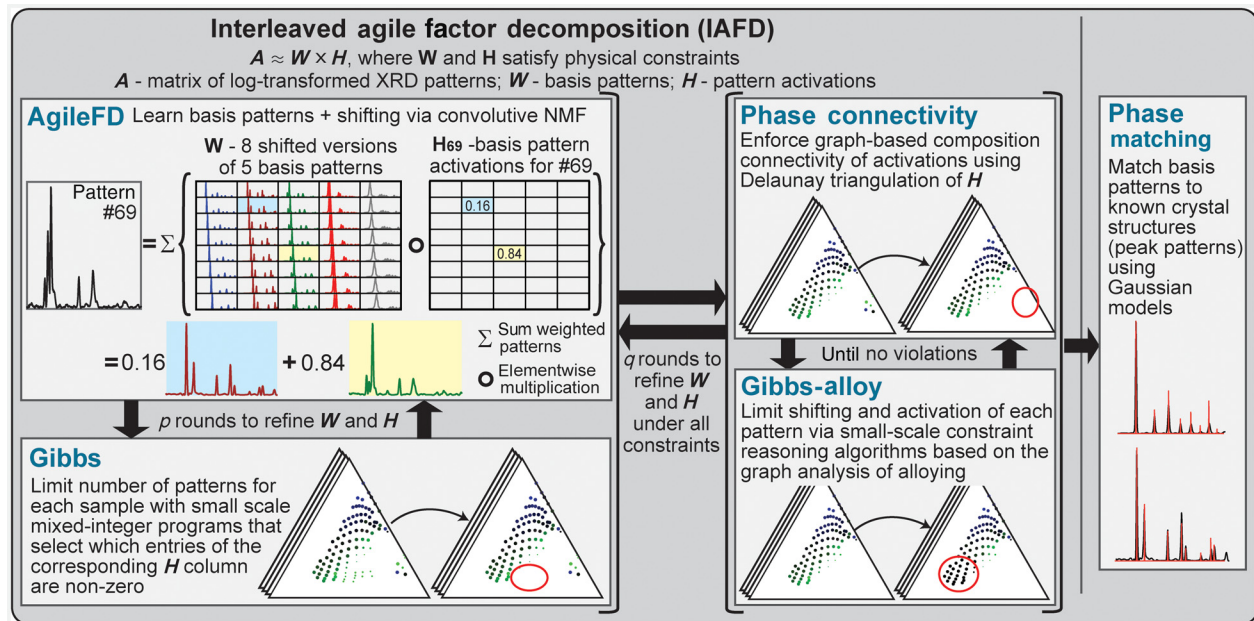 Interleaved agile factor decomposition (IAFD)
A ≈ W × H, where W and H satisfy physical constraints
A - matrix of log-transformed XRD patterns; W - basis patterns; H - pattern activations
AgileFD Learn basis patterns + shifting via convolutive NMF
W - 8 shifted versions
of 5 basis patterns
H69 -basis pattern
activations for #69
Pattern
#69
= Σ
0.16
0.84
= 0.16
+ 0.84
Σ Sum weighted
patterns
Elementwise
multiplication
p rounds to refine W and H
Gibbs
Limit number of patterns for
each sample with small scale
mixed-integer programs that
select which entries of the
corresponding H column
are non-zero
q rounds to
refine W
and H
under all
constraints
Phase connectivity
Enforce graph-based composition
connectivity of activations using
Delaunay triangulation of H
Until no violations
Gibbs-alloy
Limit shifting and activation of each
pattern via small-scale constraint
reasoning algorithms based on the
graph analysis of alloying
Phase
matching
Match basis
patterns to
known crystal
structures
(peak patterns)
using
Gaussian
models